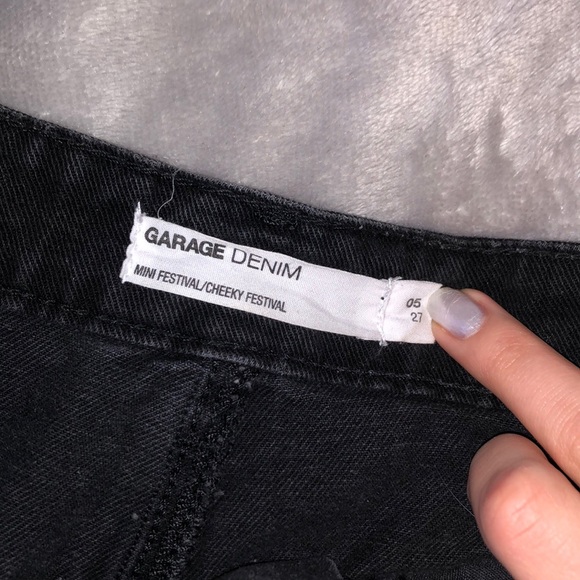 GARAGE DENIM
MINI FESTIVAL/CHEEKY FESTIVAL
05
27